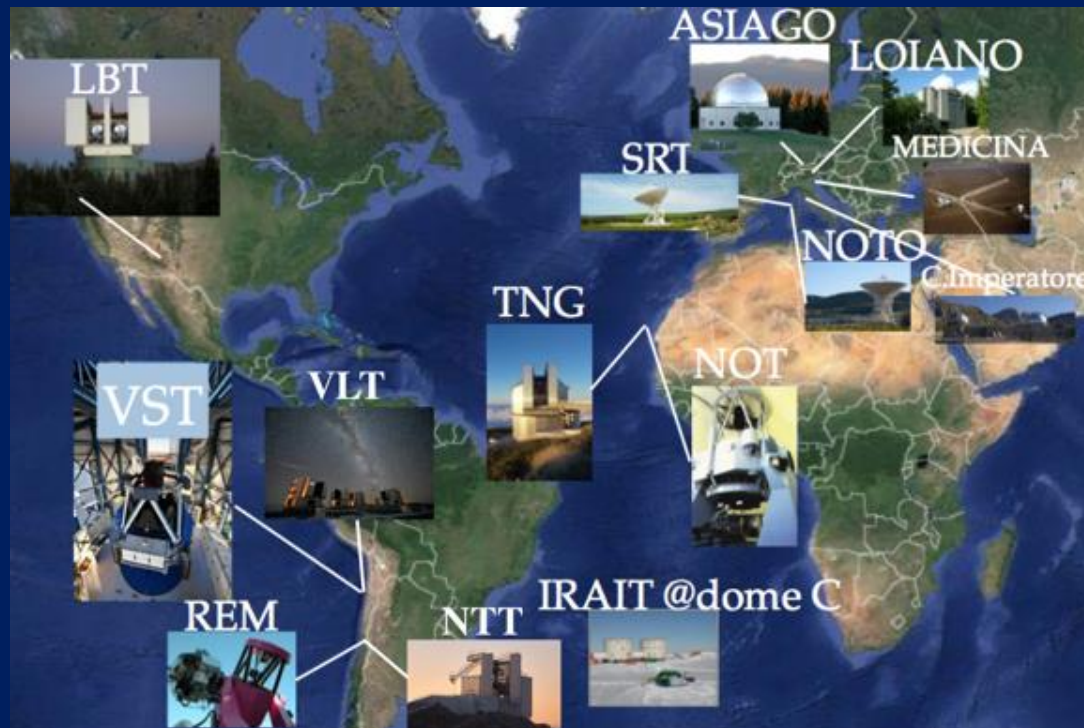 ASIAGO
LOIANO
LBT
MEDICINA
SRT
NOTO
C.Imperatore
TNG
NOT
VLT
VST
IRAIT @dome C
REM
NTT